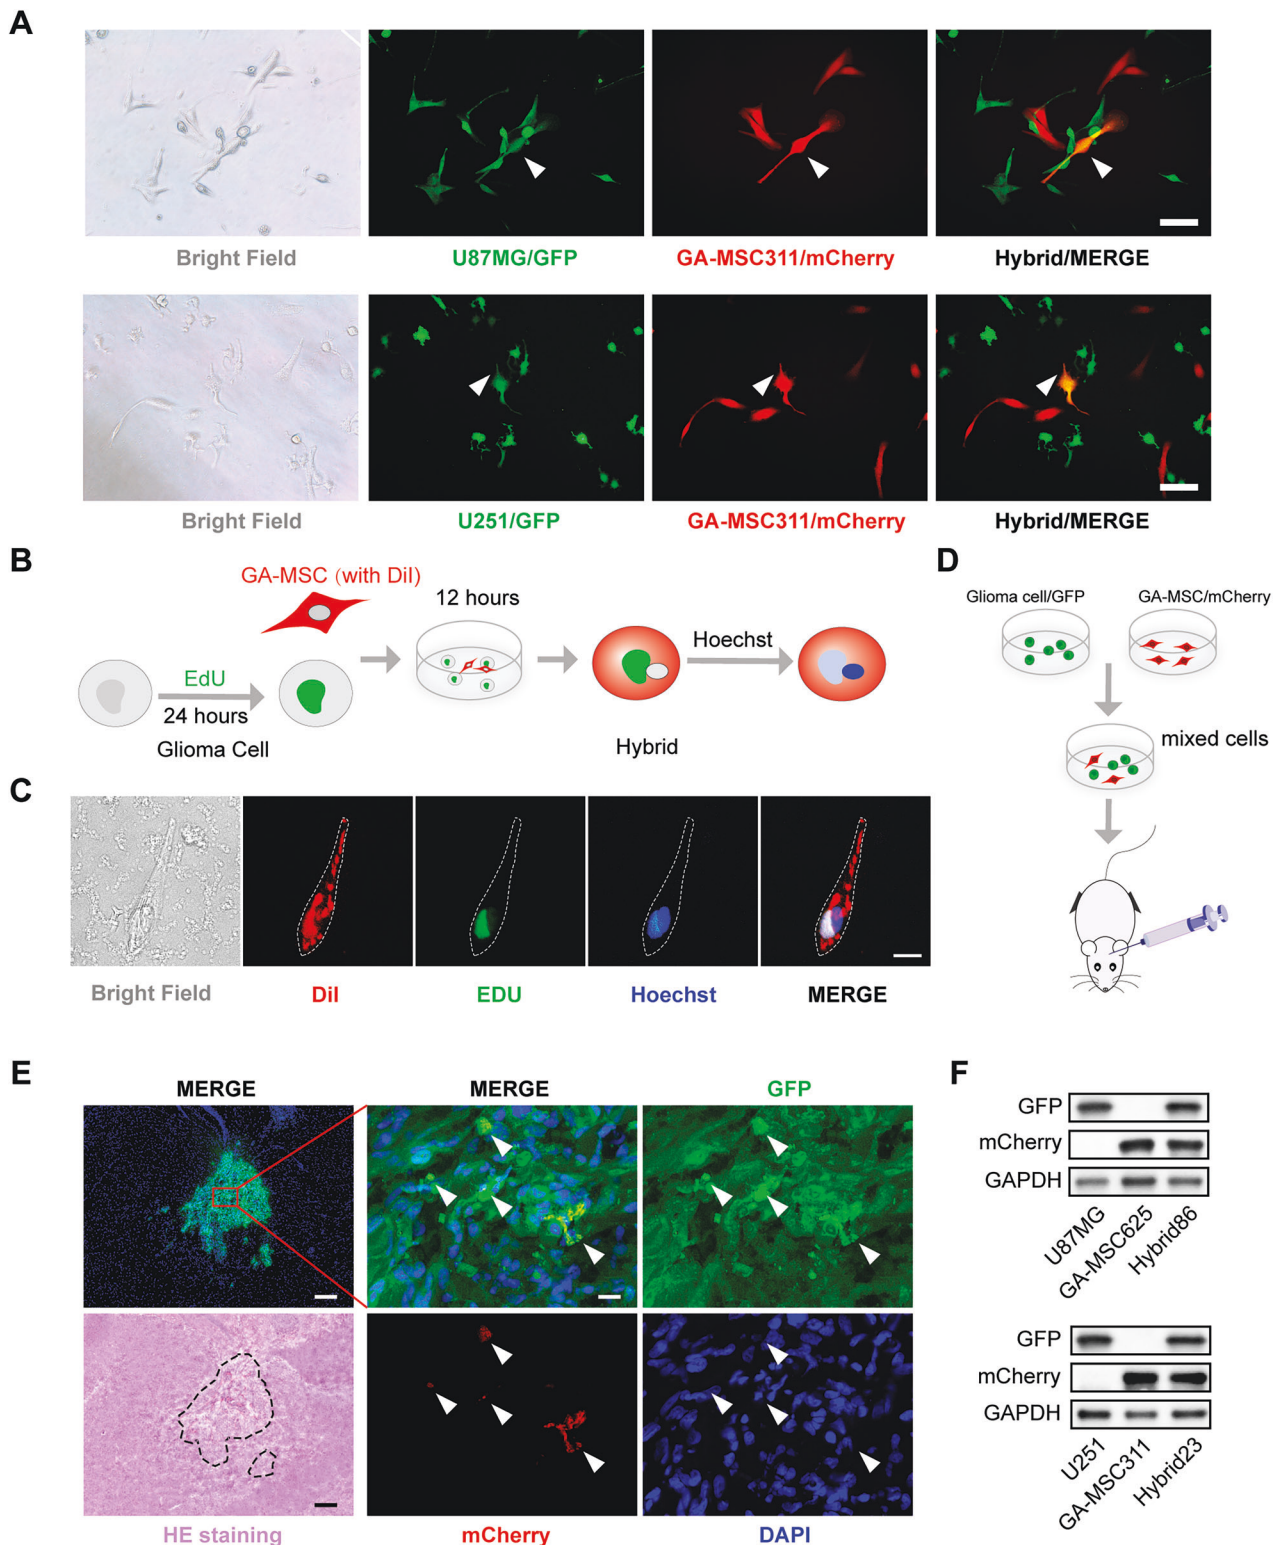 A
Bright Field
U87MG/GFP
GA-MSC311/mCherry
Hybrid/MERGE
Bright Field
U251/GFP
GA-MSC311/mCherry
Hybrid/MERGE
B
GA-MSC (with Dil)
12 hours
EdU
24 hours
Glioma Cell
Hoechst
Hybrid
C
Bright Field
Dil
EDU
Hoechst
MERGE
D
Glioma cell/GFP
GA-MSC/mCherry
mixed cells
E
MERGE
MERGE
GFP
HE staining
mCherry
DAPI
F
GFP
mCherry
GAPDH
U87MG
GA-MSC625
Hybrid86
GFP
mCherry
GAPDH
U251
GA-MSC311
Hybrid23